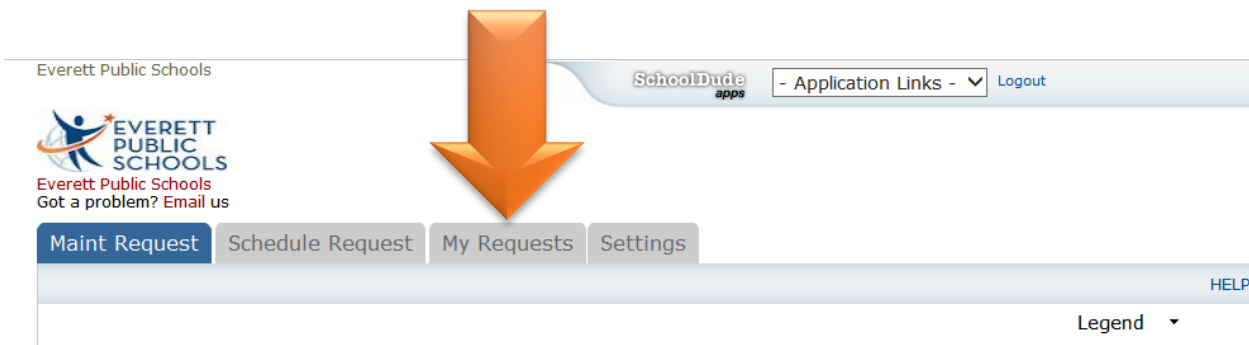 Everett Public Schools
SchoolDude
apps
- Application Links -
Logout
EVERETT
PUBLIC
SCHOOLS
Everett Public Schools
Got a problem? Email us
Maint Request
Schedule Request
My Requests
Settings
HELP
Legend